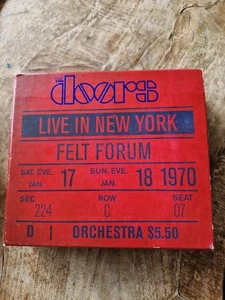 THE
doors
LIVE IN NEW YORK
FELT FORUM
SAT. EVE. JAN. 17 SUN. EVE. JAN. 18 1970
SEC 224 ROW C SEAT 07
D | ORCHESTRA $5.50